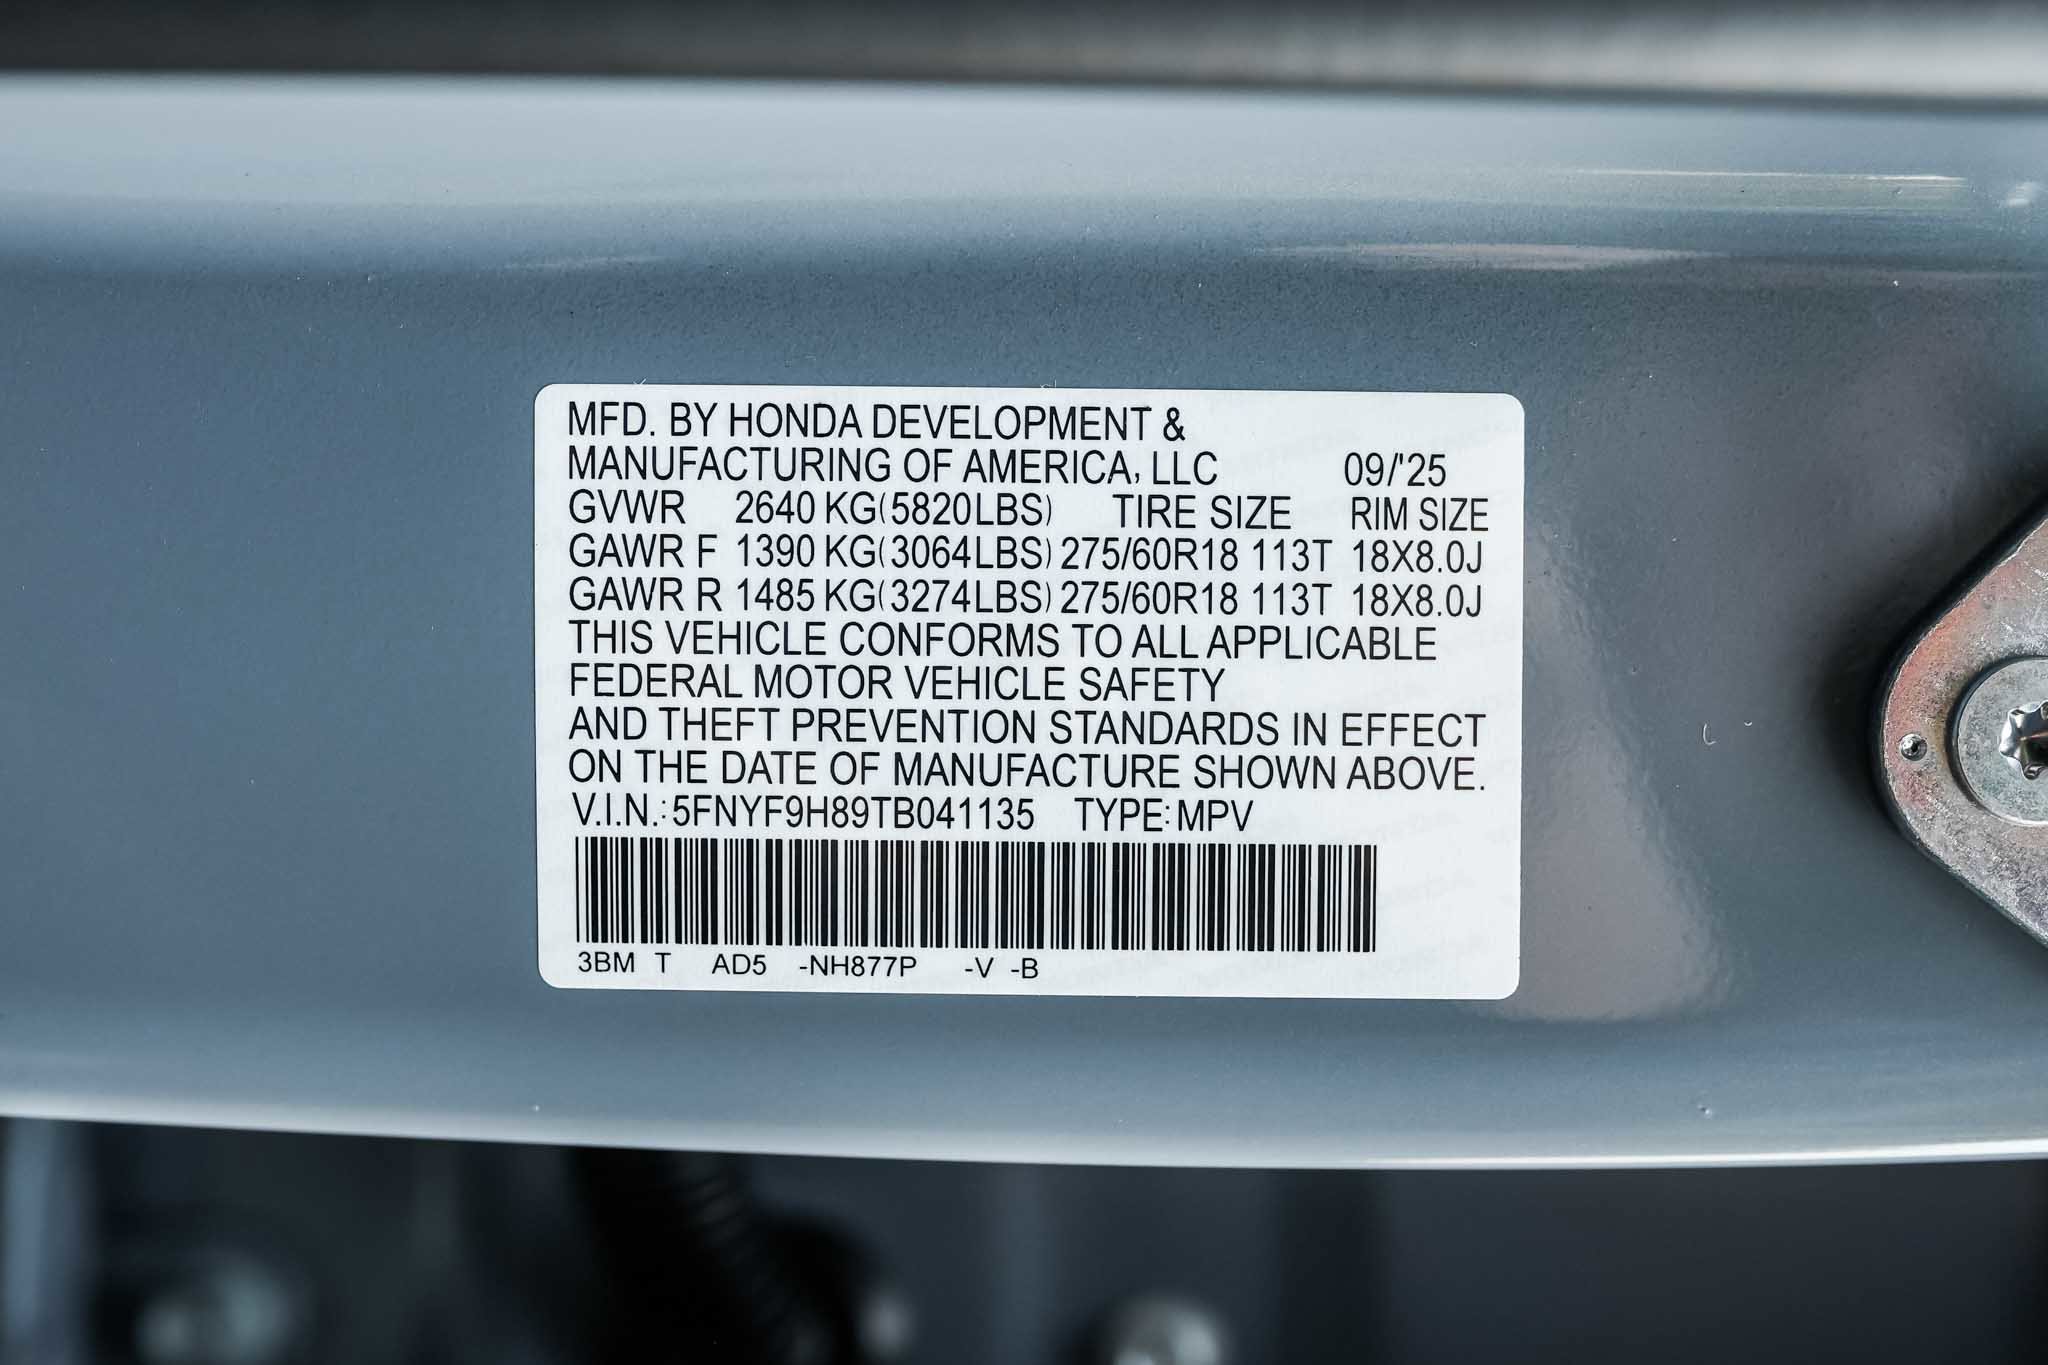 MFD. BY HONDA DEVELOPMENT &
MANUFACTURING OF AMERICA, LLC 09/'25
GVWR 2640 KG(5820LBS) TIRE SIZE RIM SIZE
GAWR F 1390 KG(3064LBS) 275/60R18 113T 18X8.0J
GAWR R 1485 KG(3274LBS) 275/60R18 113T 18X8.0J
THIS VEHICLE CONFORMS TO ALL APPLICABLE
FEDERAL MOTOR VEHICLE SAFETY
AND THEFT PREVENTION STANDARDS IN EFFECT
ON THE DATE OF MANUFACTURE SHOWN ABOVE.
V.I.N.: 5FNYF9H89TB041135 TYPE: MPV
3BM T AD5 -NH877P -V -B